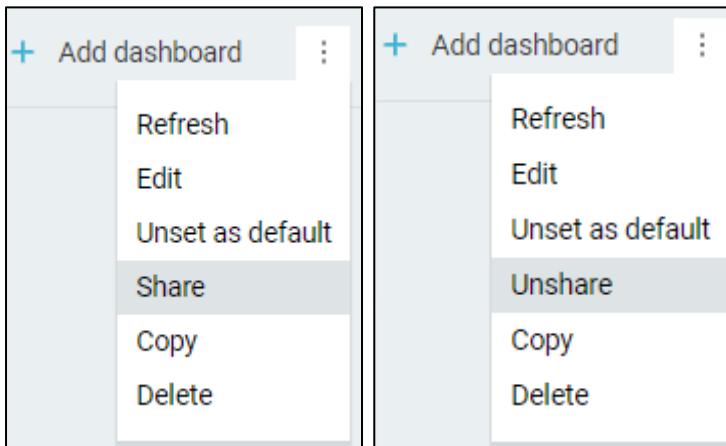 + Add dashboard
Refresh
Edit
Unset as default
Share
Copy
Delete
+ Add dashboard
Refresh
Edit
Unset as default
Unshare
Copy
Delete